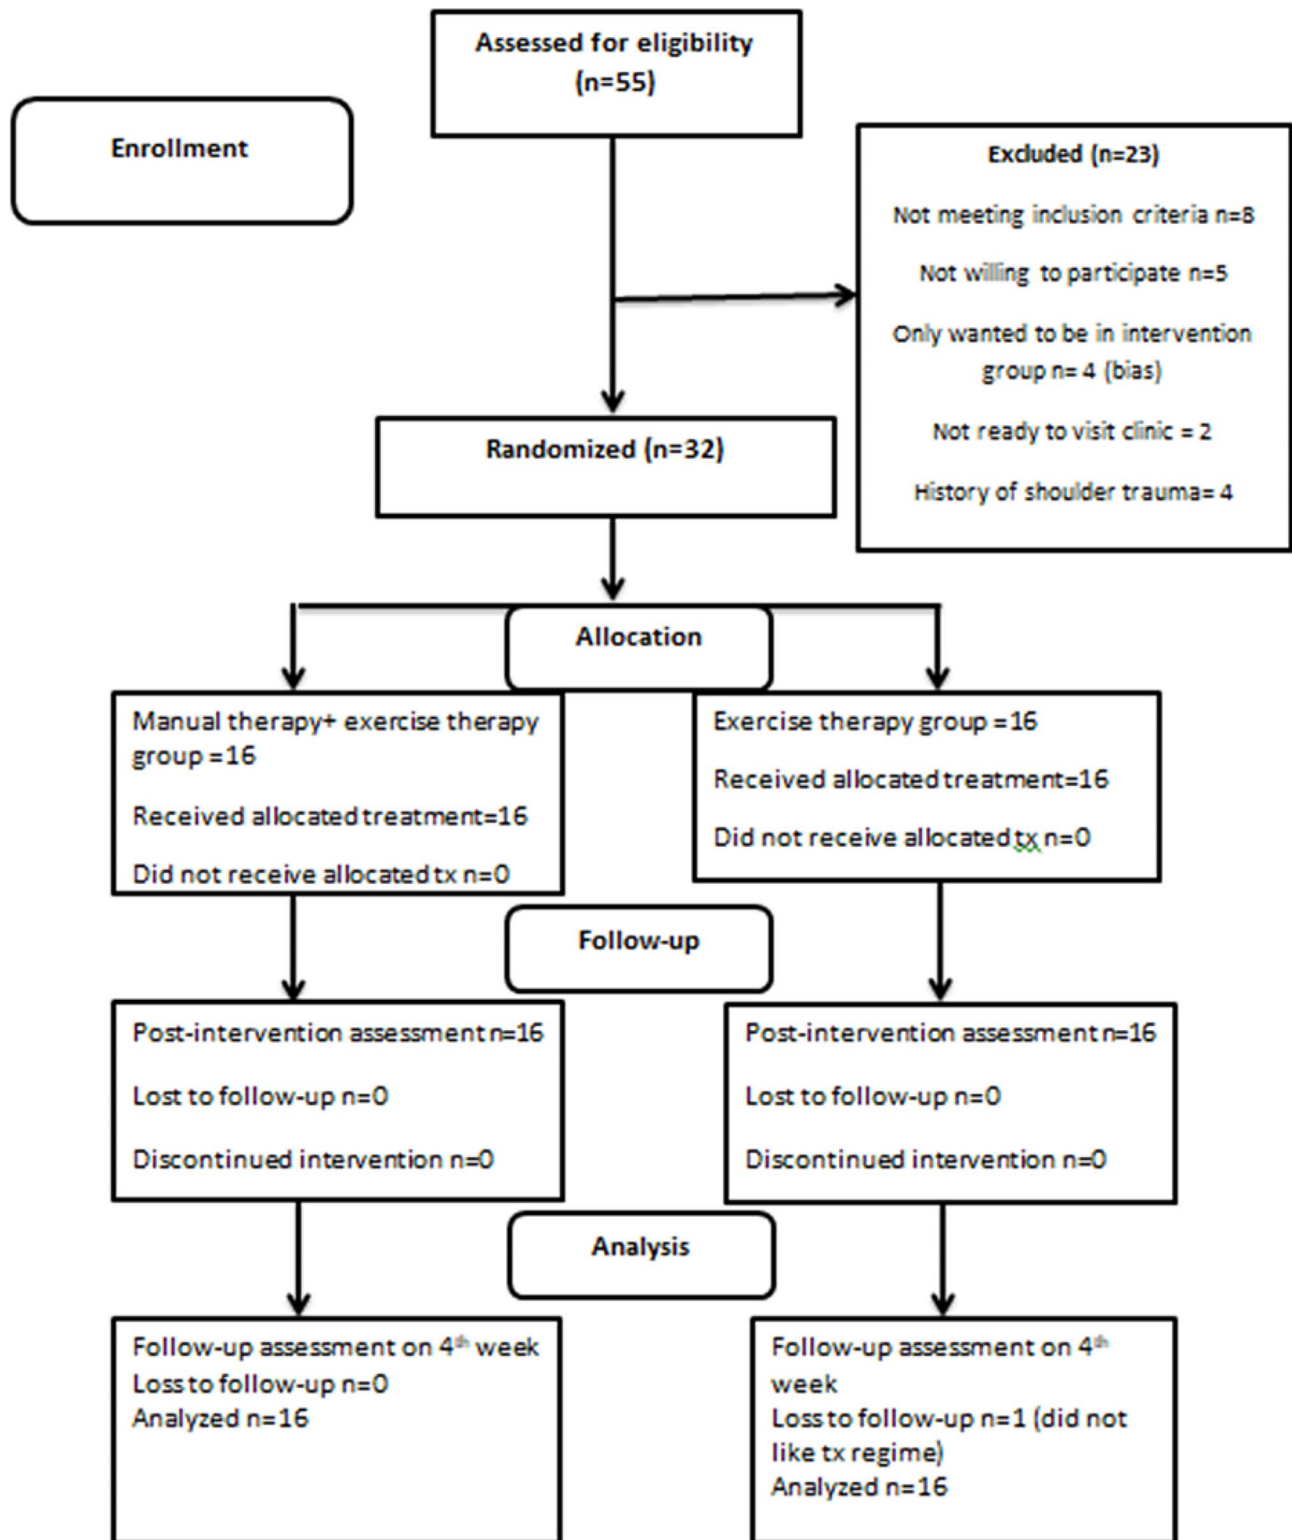 Assessed for eligibility
(n=55)
Enrollment
Excluded (n=23)
Not meeting inclusion criteria n=8
Not willing to participate n=5
Only wanted to be in intervention
group n= 4 (bias)
Not ready to visit clinic = 2
History of shoulder trauma= 4
Randomized (n=32)
Allocation
Manual therapy+ exercise therapy
group =16
Received allocated treatment=16
Did not receive allocated tx n=0
Exercise therapy group =16
Received allocated treatment=16
Did not receive allocated tx n=0
Follow-up
Post-intervention assessment n=16
Lost to follow-up n=0
Discontinued intervention n=0
Post-intervention assessment n=16
Lost to follow-up n=0
Discontinued intervention n=0
Analysis
Follow-up assessment on 4th week
Loss to follow-up n=0
Analyzed n=16
Follow-up assessment on 4th
week
Loss to follow-up n=1 (did not
like tx regime)
Analyzed n=16